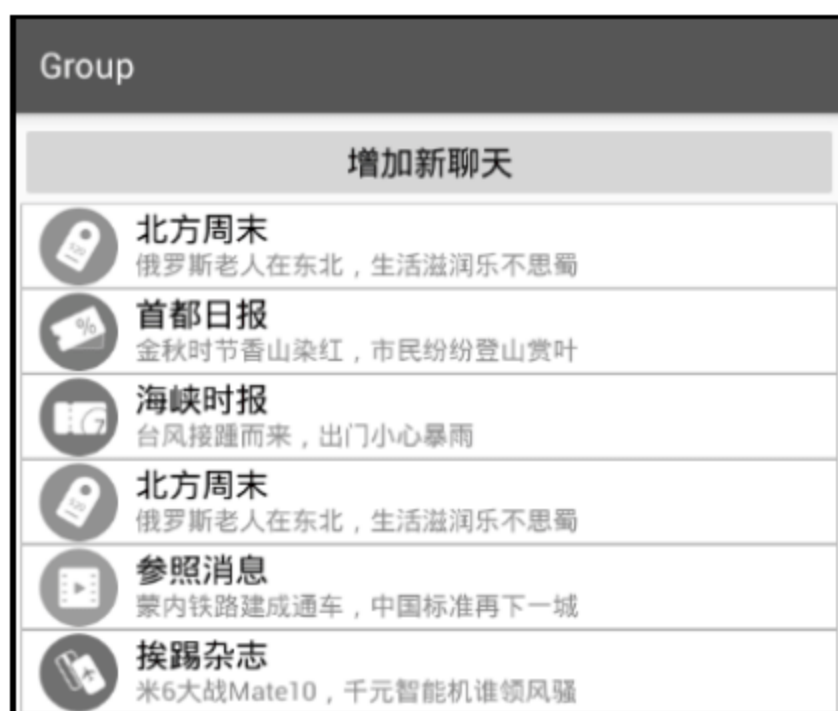 Group
增加新聊天
北方周末
俄罗斯老人在东北，生活滋润乐不思蜀
首都日报
金秋时节香山染红，市民纷纷登山赏叶
海峡时报
台风接踵而来，出门小心暴雨
北方周末
俄罗斯老人在东北，生活滋润乐不思蜀
参照消息
蒙内铁路建成通车，中国标准再下一城
挨踢杂志
米6大战Mate10，千元智能机谁领风骚